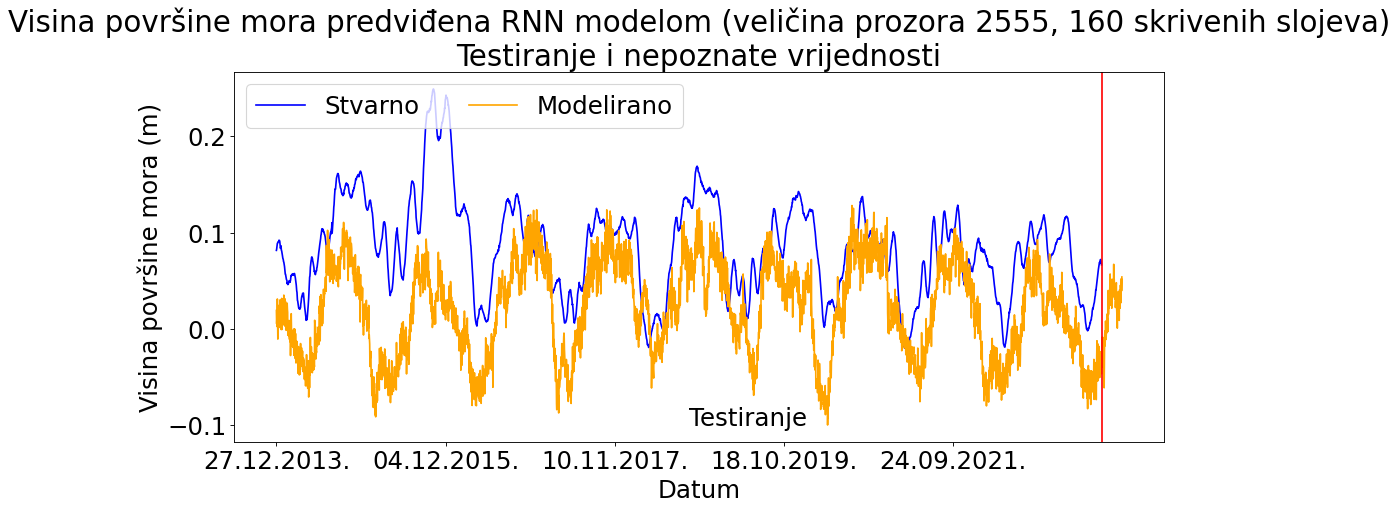 Visina površine mora predviđena RNN modelom (veličina prozora 2555, 160 skrivenih slojeva)
Testiranje i nepoznate vrijednosti
Stvarno Modelirano
Visina površine mora (m)
0.2
0.1
0.0
−0.1
Testiranje
27.12.2013. 04.12.2015. 10.11.2017. 18.10.2019. 24.09.2021.
Datum